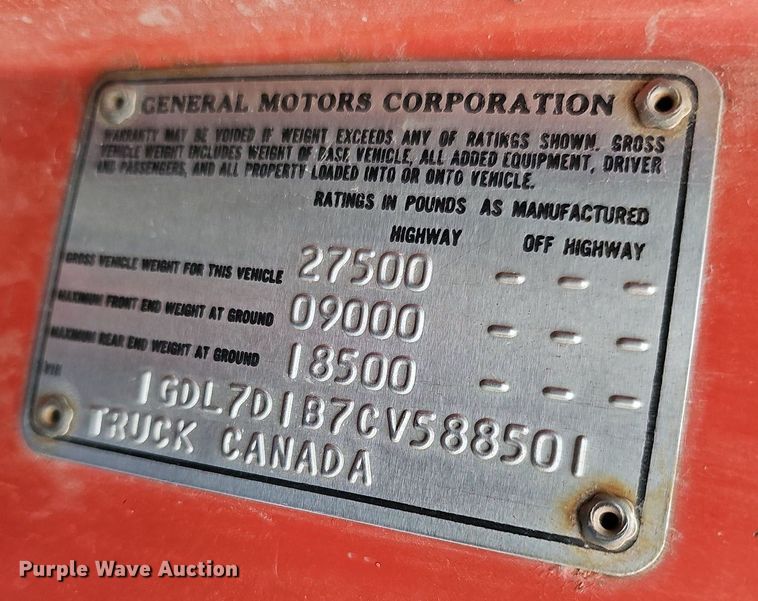 GENERAL MOTORS CORPORATION
WARRANTY MAY BE VOIDED IF WEIGHT EXCEEDS ANY OF RATINGS SHOWN. GROSS
VEHICLE WEIGHT INCLUDES WEIGHT OF BASE VEHICLE, ALL ADDED EQUIPMENT, DRIVER
AND PASSENGERS, AND ALL PROPERTY LOADED INTO OR ONTO VEHICLE.
RATINGS IN POUNDS AS MANUFACTURED
HIGHWAY OFF HIGHWAY
GROSS VEHICLE WEIGHT FOR THIS VEHICLE 27500 - - -
MAXIMUM FRONT END WEIGHT AT GROUND 09000 - - -
MAXIMUM REAR END WEIGHT AT GROUND 18500 - - -
VIN 1GDL7D1B7CV588501
TRUCK CANADA
Purple Wave Auction